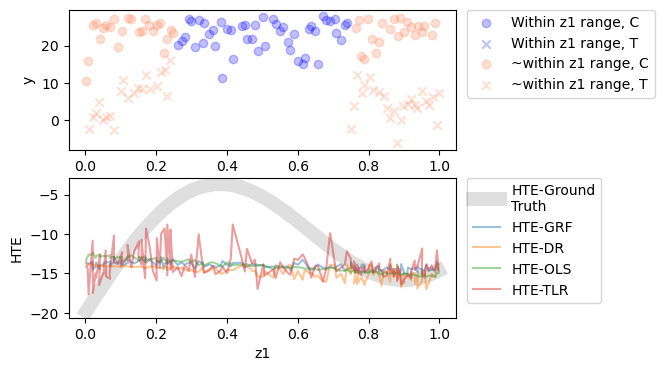 20
10
0
y
0.0 0.2 0.4 0.6 0.8 1.0
Within z1 range, C
Within z1 range, T
~within z1 range, C
~within z1 range, T
−5
−10
−15
−20
HTE
0.0 0.2 0.4 0.6 0.8 1.0
z1
HTE-Ground
Truth
HTE-GRF
HTE-DR
HTE-OLS
HTE-TLR